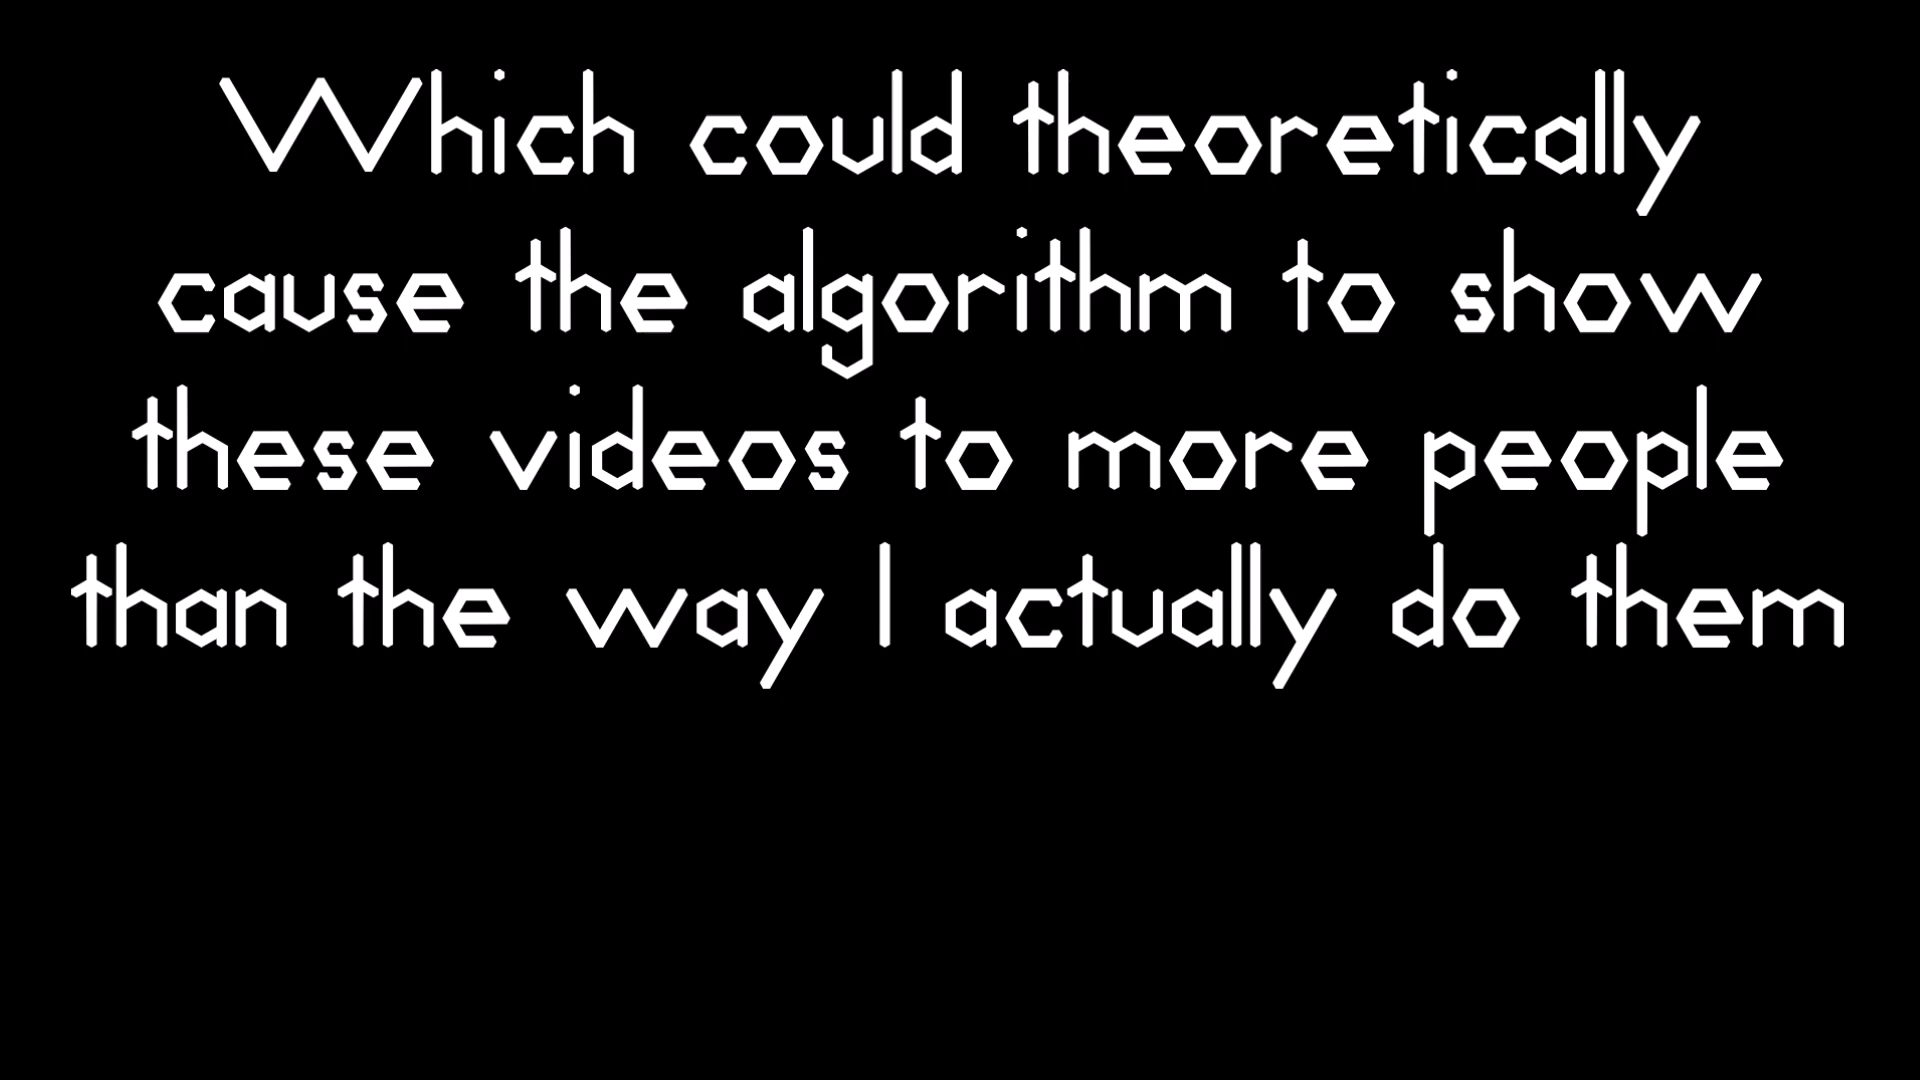 Which could theoretically
cause the algorithm to show
these videos to more people
than the way I actually do them